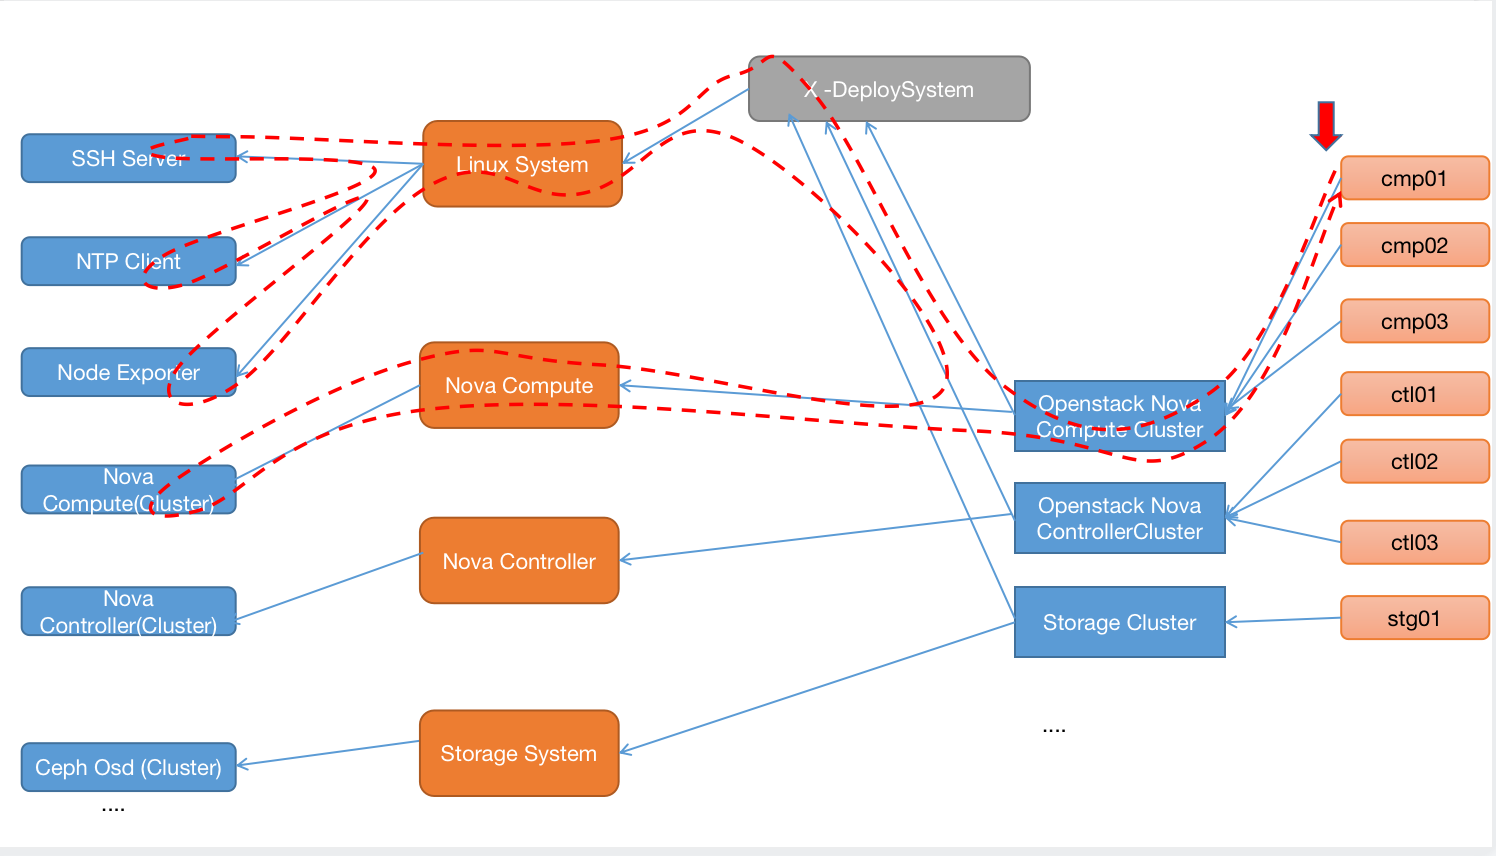 X -DeploySystem
SSH Server
Linux System
cmp01
NTP Client
cmp02
cmp03
Node Exporter
Nova Compute
Openstack Nova
Compute Cluster
ctl01
Nova
Compute(Cluster)
ctl02
Openstack Nova
ControllerCluster
Nova Controller
ctl03
Nova
Controller(Cluster)
Storage Cluster
stg01
....
Storage System
Ceph Osd (Cluster)
....